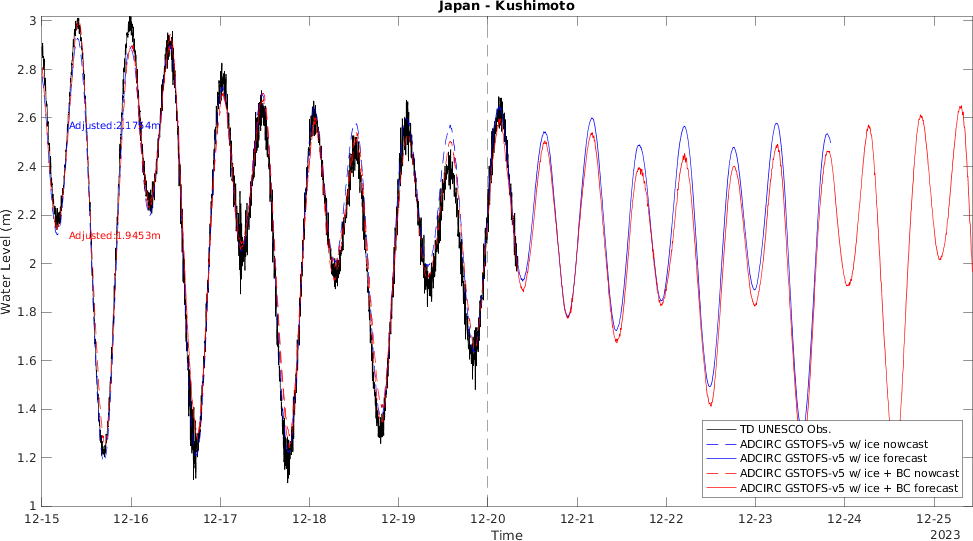 Japan - Kushimoto
Water Level (m)
3
2.8
2.6
2.4
2.2
2
1.8
1.6
1.4
1.2
1
Adjusted:2.1754m
Adjusted:1.9453m
TD UNESCO Obs.
ADCIRC GSTOFS-v5 w/ ice nowcast
ADCIRC GSTOFS-v5 w/ ice forecast
ADCIRC GSTOFS-v5 w/ ice + BC nowcast
ADCIRC GSTOFS-v5 w/ ice + BC forecast
12-15 12-16 12-17 12-18 12-19 12-20 12-21 12-22 12-23 12-24 12-25
Time
2023